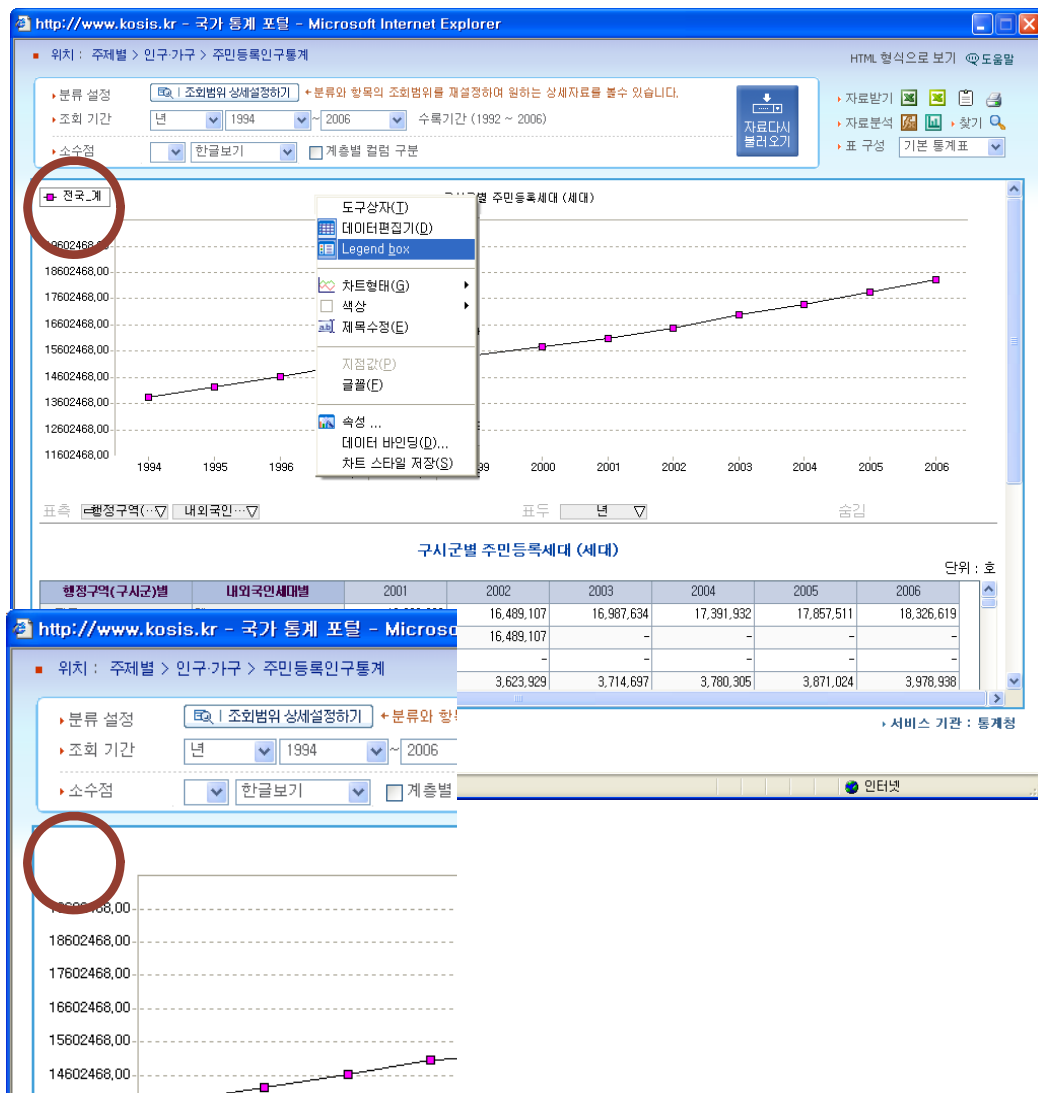 http://www.kosis.kr - 국가 통계 포털 - Microsoft Internet Explorer
위치 : 주제별 > 인구·가구 > 주민등록인구통계
HTML 형식으로 보기 도움말
분류 설정 조회범위 상세설정하기 ←분류와 항목의 조회범위를 재설정하여 원하는 상세자료를 볼수 있습니다.
조회 기간 년 1994 ~ 2006 수록기간 (1992 ~ 2006)
소수점 한글보기 계층별 컬럼 구분
자료다시
불러오기
자료받기
자료분석 찾기
표 구성 기본 통계표
전국_계
구시군별 주민등록세대 (세대)
도구상자(T)
데이터편집기(D)
Legend box
차트형태(G)
색상
제목수정(E)
지점값(P)
글꼴(F)
속성 ...
데이터 바인딩(D)...
차트 스타일 저장(S)
19602468,00
18602468,00
17602468,00
16602468,00
15602468,00
14602468,00
13602468,00
12602468,00
11602468,00
1994 1995 1996 99 2000 2001 2002 2003 2004 2005 2006
표측 행정구역(··· 내외국인··· 표두 년 숨김
구시군별 주민등록세대 (세대)
단위 : 호
행정구역(구시군)별 내외국인세대별 2001 2002 2003 2004 2005 2006
16,489,107 16,987,634 17,391,932 17,857,511 18,326,619
16,489,107 - - - -
- - - - -
3,623,929 3,714,697 3,780,305 3,871,024 3,978,938
서비스 기관 : 통계청
인터넷
http://www.kosis.kr - 국가 통계 포털 - Microso
위치 : 주제별 > 인구·가구 > 주민등록인구통계
분류 설정 조회범위 상세설정하기 ←분류와 항
조회 기간 년 1994 ~ 2006
소수점 한글보기 계층별
18602468,00
17602468,00
16602468,00
15602468,00
14602468,00